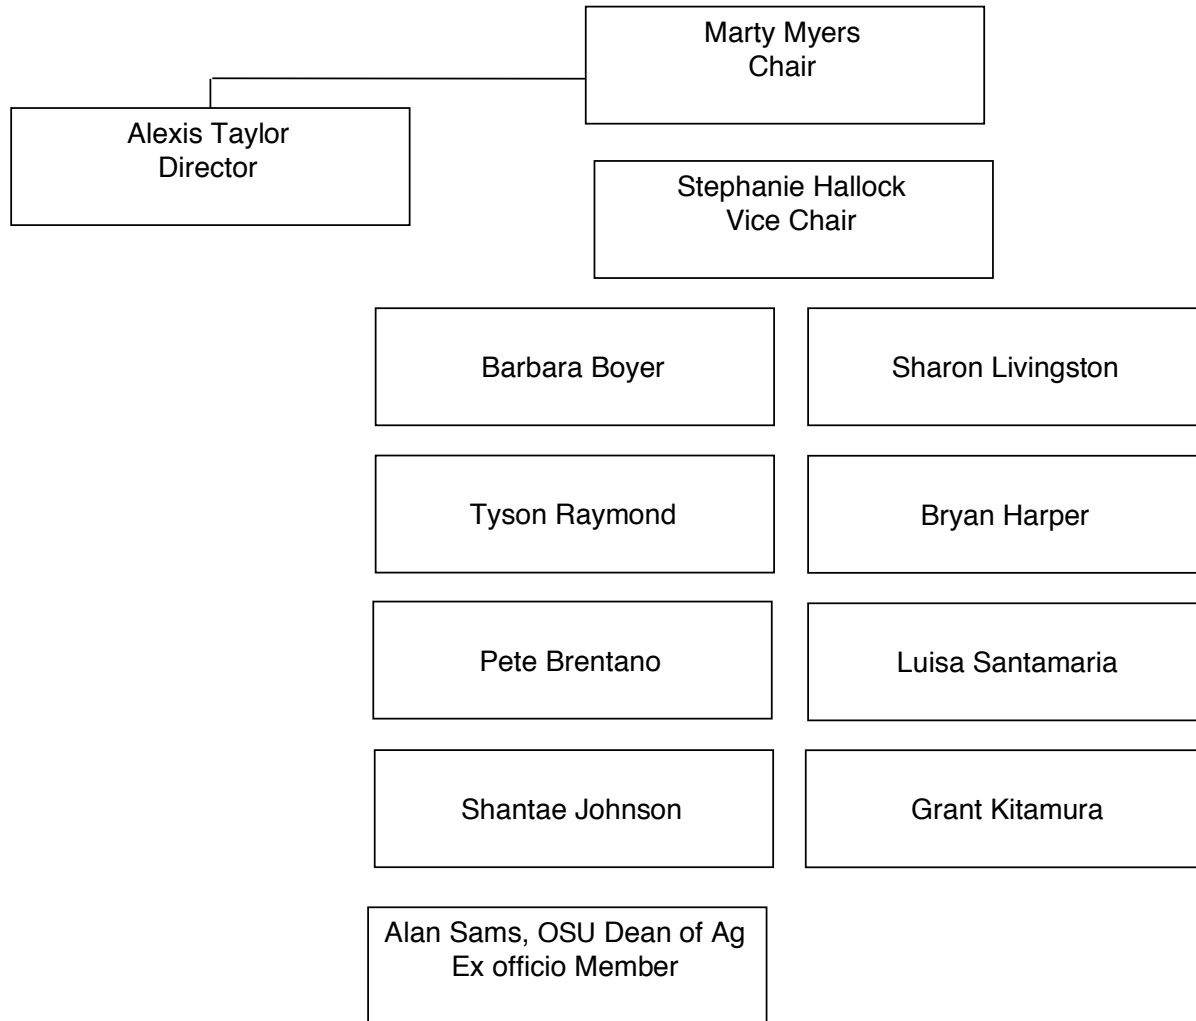 Marty Myers
Chair
Alexis Taylor
Director
Stephanie Hallock
Vice Chair
Barbara Boyer
Sharon Livingston
Tyson Raymond
Bryan Harper
Pete Brentano
Luisa Santamaria
Shantae Johnson
Grant Kitamura
Alan Sams, OSU Dean of Ag
Ex officio Member